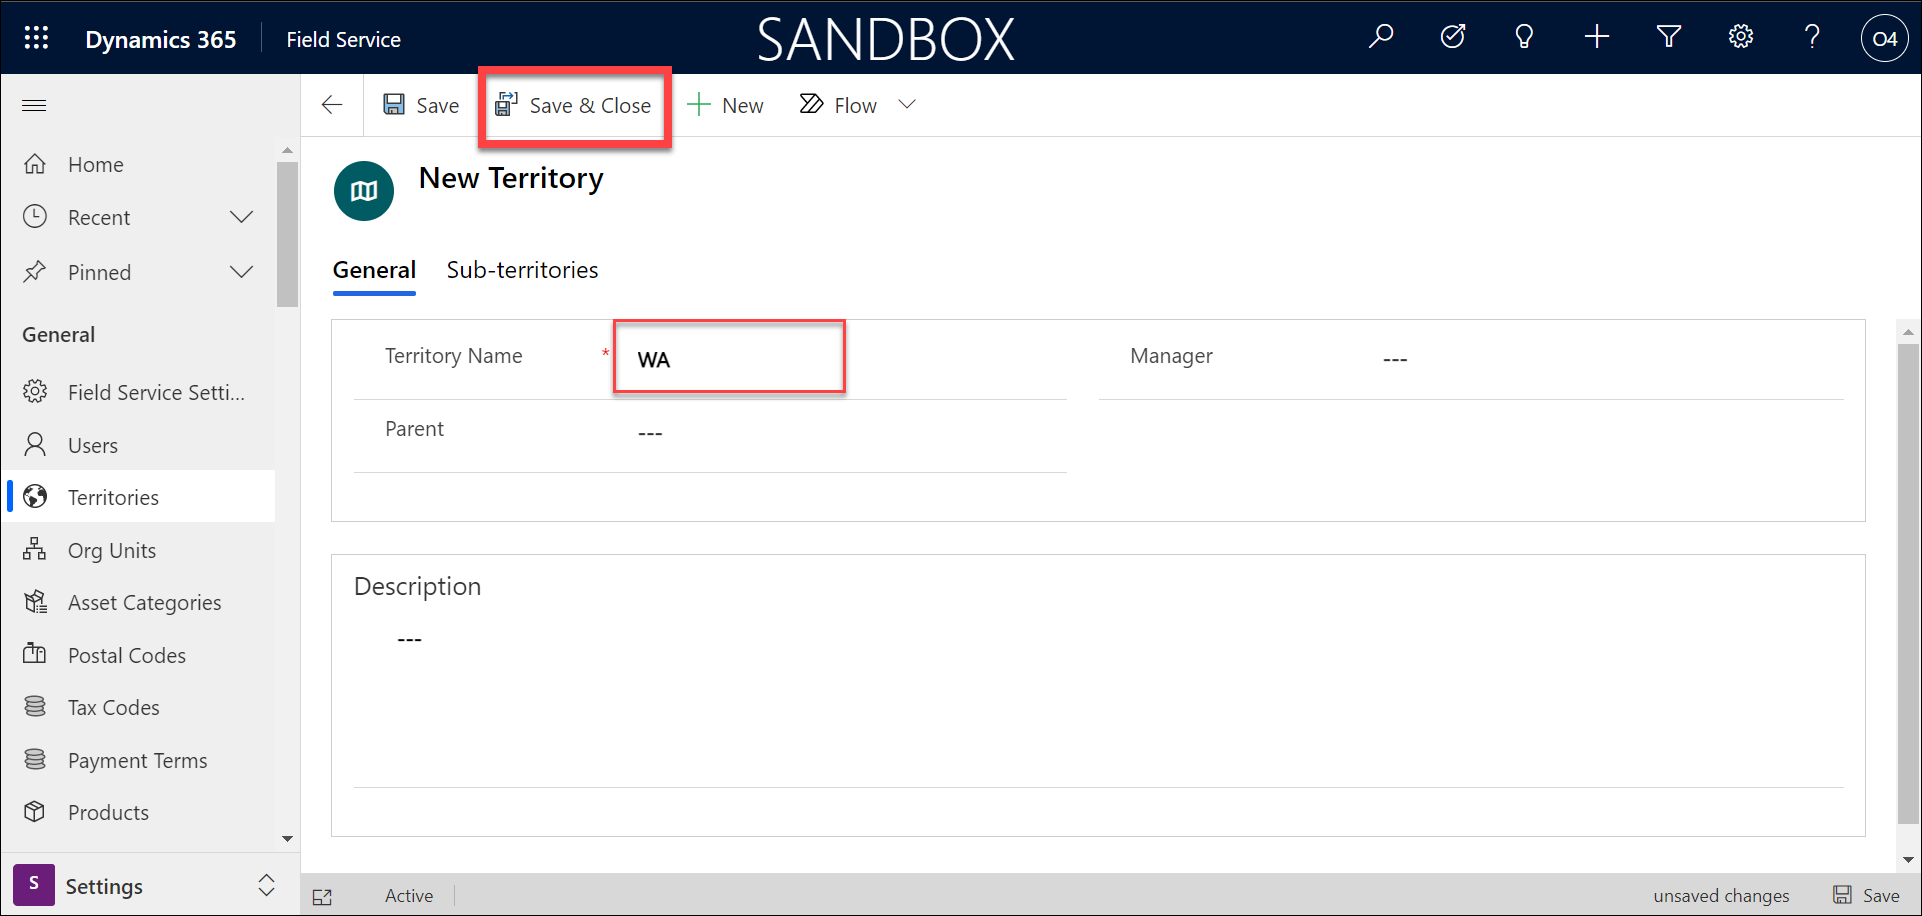 Dynamics 365
Field Service
SANDBOX
O4
Save
Save & Close
New
Flow
Home
Recent
Pinned
General
Field Service Setti...
Users
Territories
Org Units
Asset Categories
Postal Codes
Tax Codes
Payment Terms
Products
S
Settings
New Territory
General
Sub-territories
Territory Name
*
WA
Manager
---
Parent
---
Description
---
Active
unsaved changes
Save